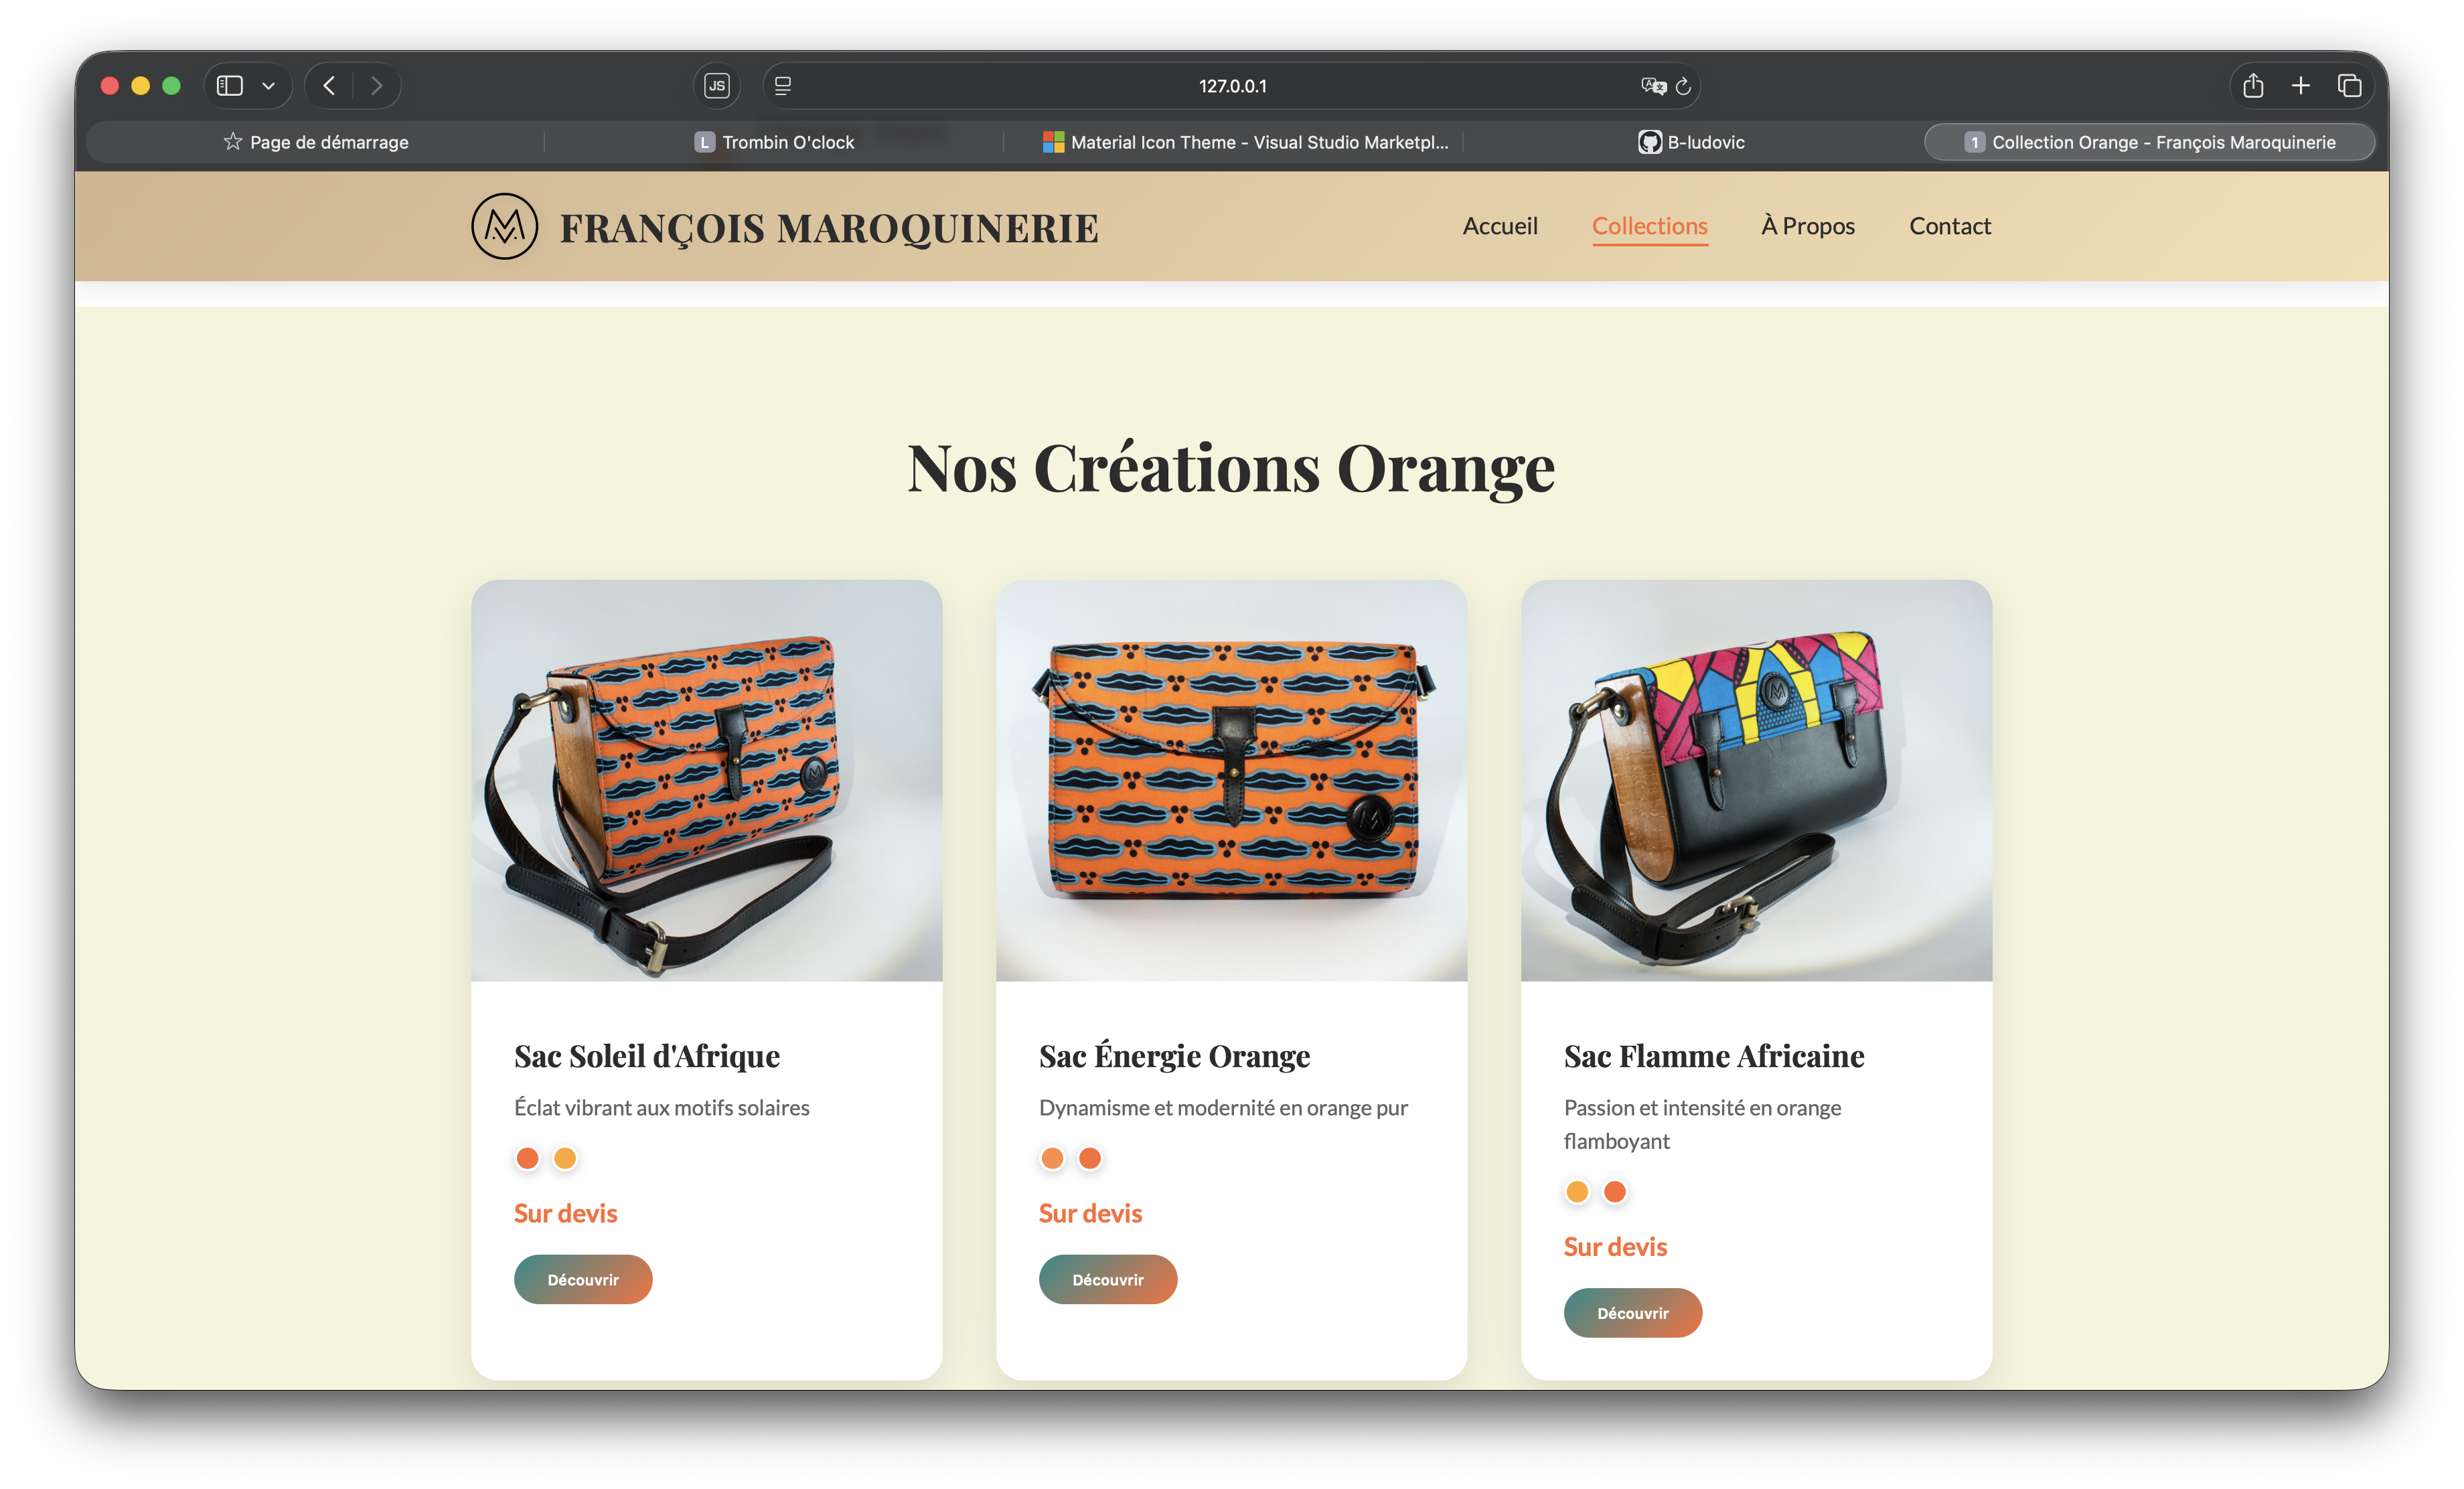 JS
127.0.0.1
Page de démarrage
L Trombin O'clock
Material Icon Theme - Visual Studio Marketpl...
B-ludovic
1 Collection Orange - François Maroquinerie
FRANÇOIS MAROQUINERIE
Accueil
Collections
À Propos
Contact
Nos Créations Orange
Sac Soleil d'Afrique
Éclat vibrant aux motifs solaires
Sur devis
Découvrir
Sac Énergie Orange
Dynamisme et modernité en orange pur
Sur devis
Découvrir
Sac Flamme Africaine
Passion et intensité en orange
flamboyant
Sur devis
Découvrir